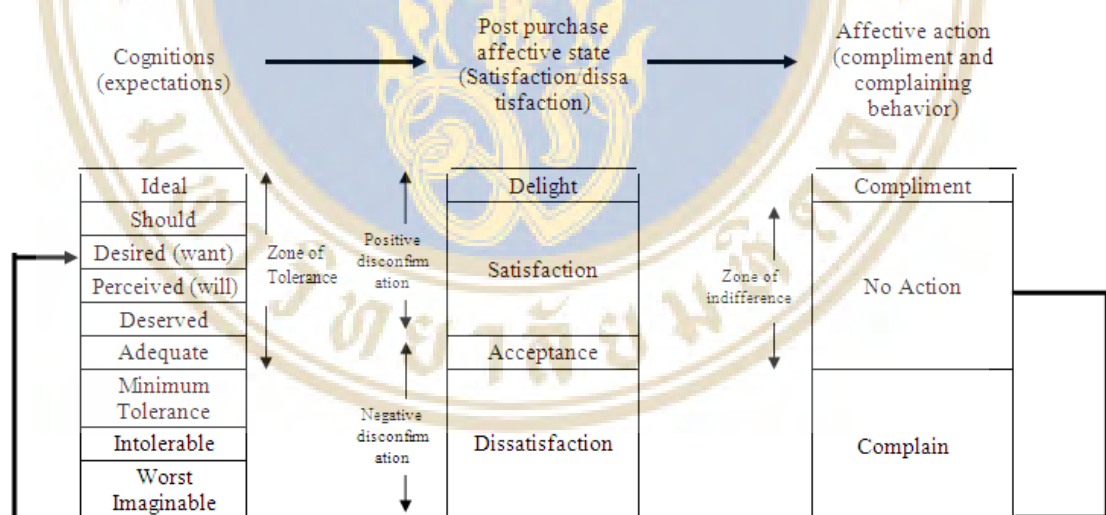 Cognitions
(expectations)
Post purchase
affective state
(Satisfaction/dissa
tisfaction)
Affective action
(compliment and
complaining
behavior)
Ideal
Should
Desired (want)
Perceived (will)
Deserved
Adequate
Minimum
Tolerance
Intolerable
Worst
Imaginable
Zone of
Tolerance
Positive
disconfirm
ation
Negative
disconfirm
ation
Delight
Satisfaction
Acceptance
Dissatisfaction
Zone of
indifference
Compliment
No Action
Complain